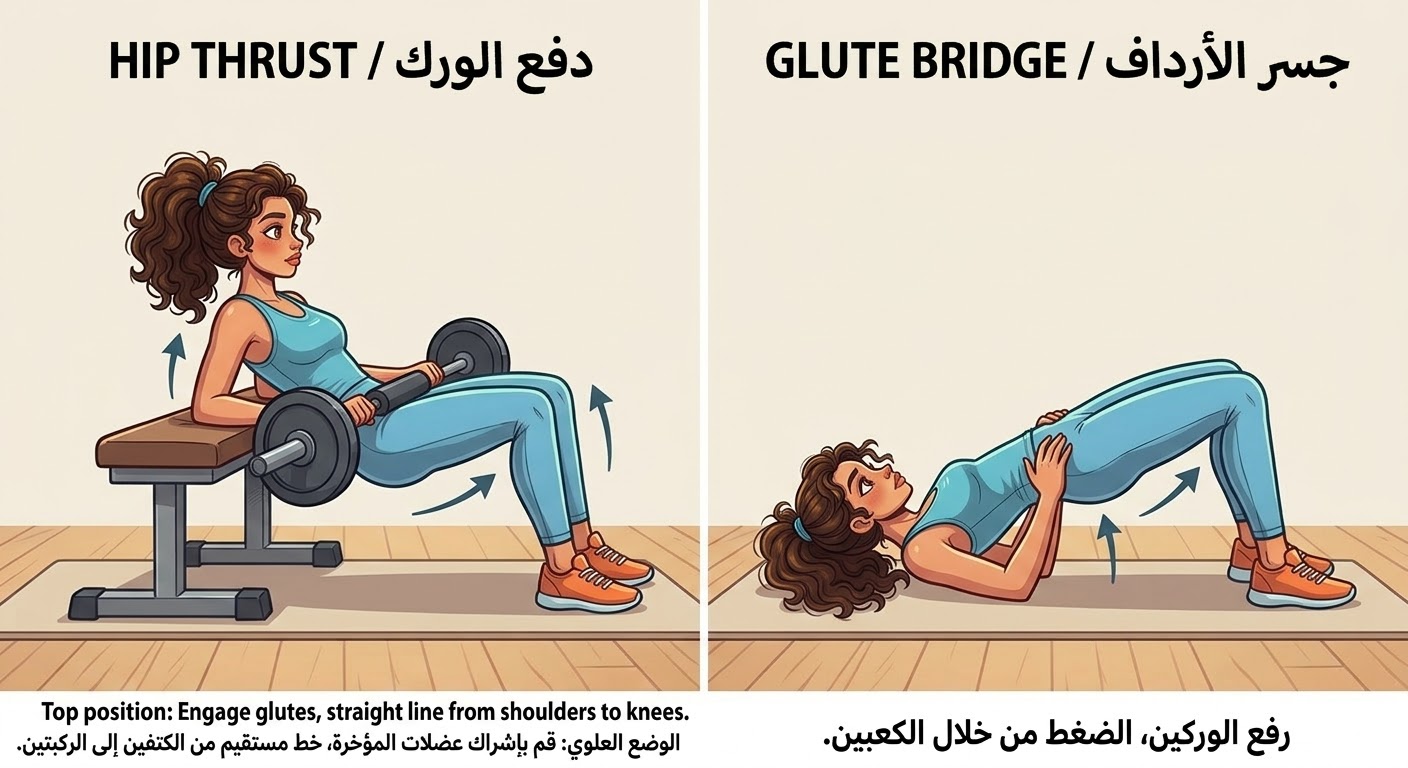 HIP THRUST / دفع الورك
GLUTE BRIDGE / جسر الأرداف
Top position: Engage glutes, straight line from shoulders to knees.
الوضع العلوي: قم بإشراك عضلات المؤخرة، خط مستقيم من الكتفين إلى الركبتين.
رفع الوركين، الضغط من خلال الكعبين.